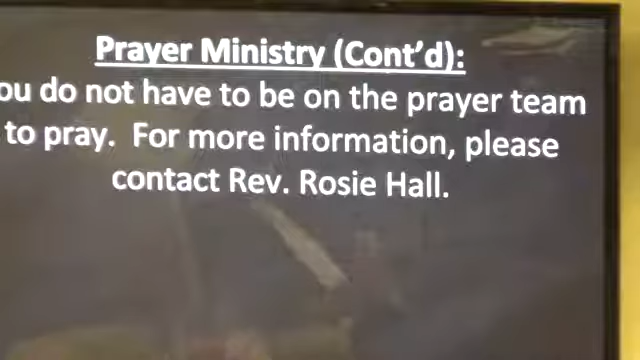 Prayer Ministry (Cont'd):
ou do not have to be on the prayer team
to pray. For more information, please
contact Rev. Rosie Hall.